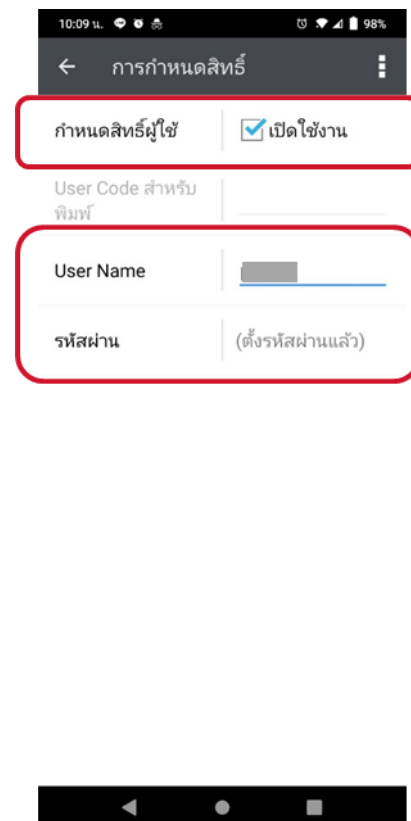 10:09 น. 98%
การกำหนดสิทธิ์
กำหนดสิทธิ์ผู้ใช้ เปิดใช้งาน
User Code สำหรับ
พิมพ์
User Name
รหัสผ่าน (ตั้งรหัสผ่านแล้ว)